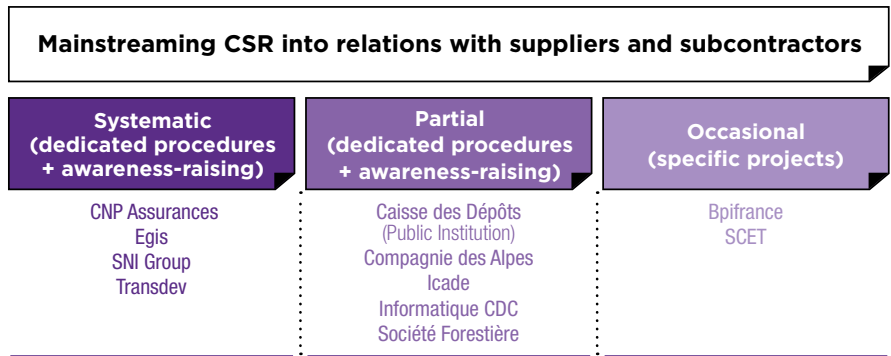 Mainstreaming CSR into relations with suppliers and subcontractors
Systematic
(dedicated procedures
+ awareness-raising)
CNP Assurances
Egis
SNI Group
Transdev
Partial
(dedicated procedures
+ awareness-raising)
Caisse des Dépôts
(Public Institution)
Compagnie des Alpes
Icade
Informatique CDC
Société Forestière
Occasional
(specific projects)
Bpifrance
SCET